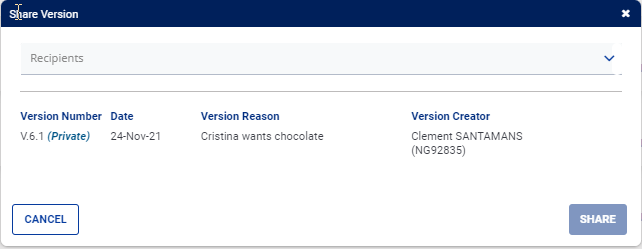 Share Version
Recipients
Version Number Date Version Reason Version Creator
V.6.1 (Private) 24-Nov-21 Cristina wants chocolate Clement SANTAMANS
(NG92835)
CANCEL SHARE